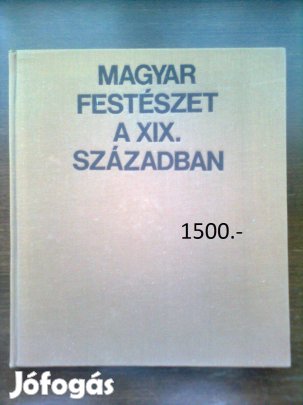 MAGYAR
FESTÉSZET
A XIX.
SZÁZADBAN
1500.-
Jófogás